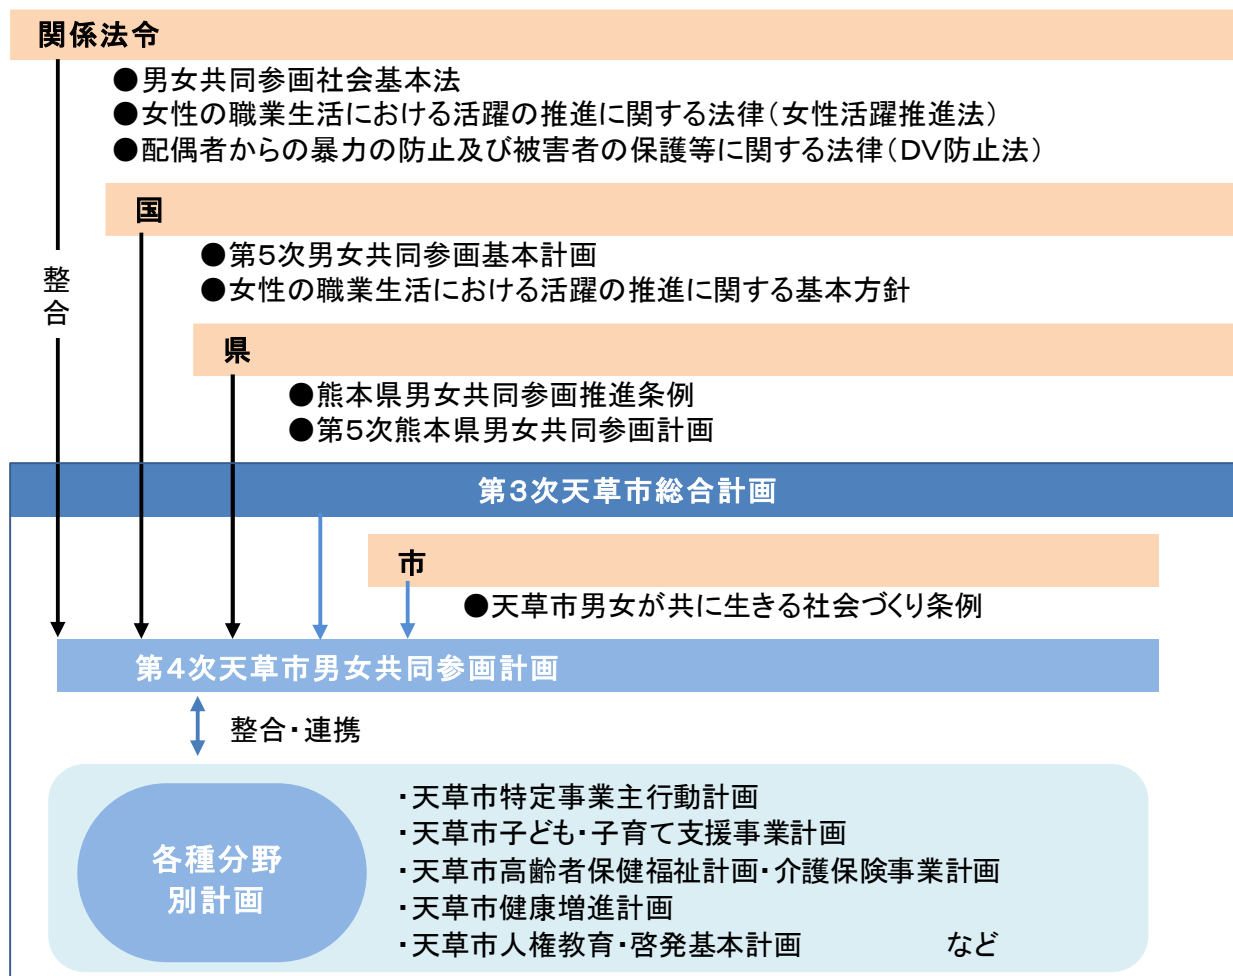 関係法令
●男女共同参画社会基本法
●女性の職業生活における活躍の推進に関する法律（女性活躍推進法）
●配偶者からの暴力の防止及び被害者の保護等に関する法律（DV防止法）
国
●第5次男女共同参画基本計画
●女性の職業生活における活躍の推進に関する基本方針
整合
県
●熊本県男女共同参画推進条例
●第5次熊本県男女共同参画計画
第3次天草市総合計画
市
●天草市男女が共に生きる社会づくり条例
第4次天草市男女共同参画計画
整合・連携
各種分野
別計画
・天草市特定事業主行動計画
・天草市子ども・子育て支援事業計画
・天草市高齢者保健福祉計画・介護保険事業計画
・天草市健康増進計画
・天草市人権教育・啓発基本計画　　　　など